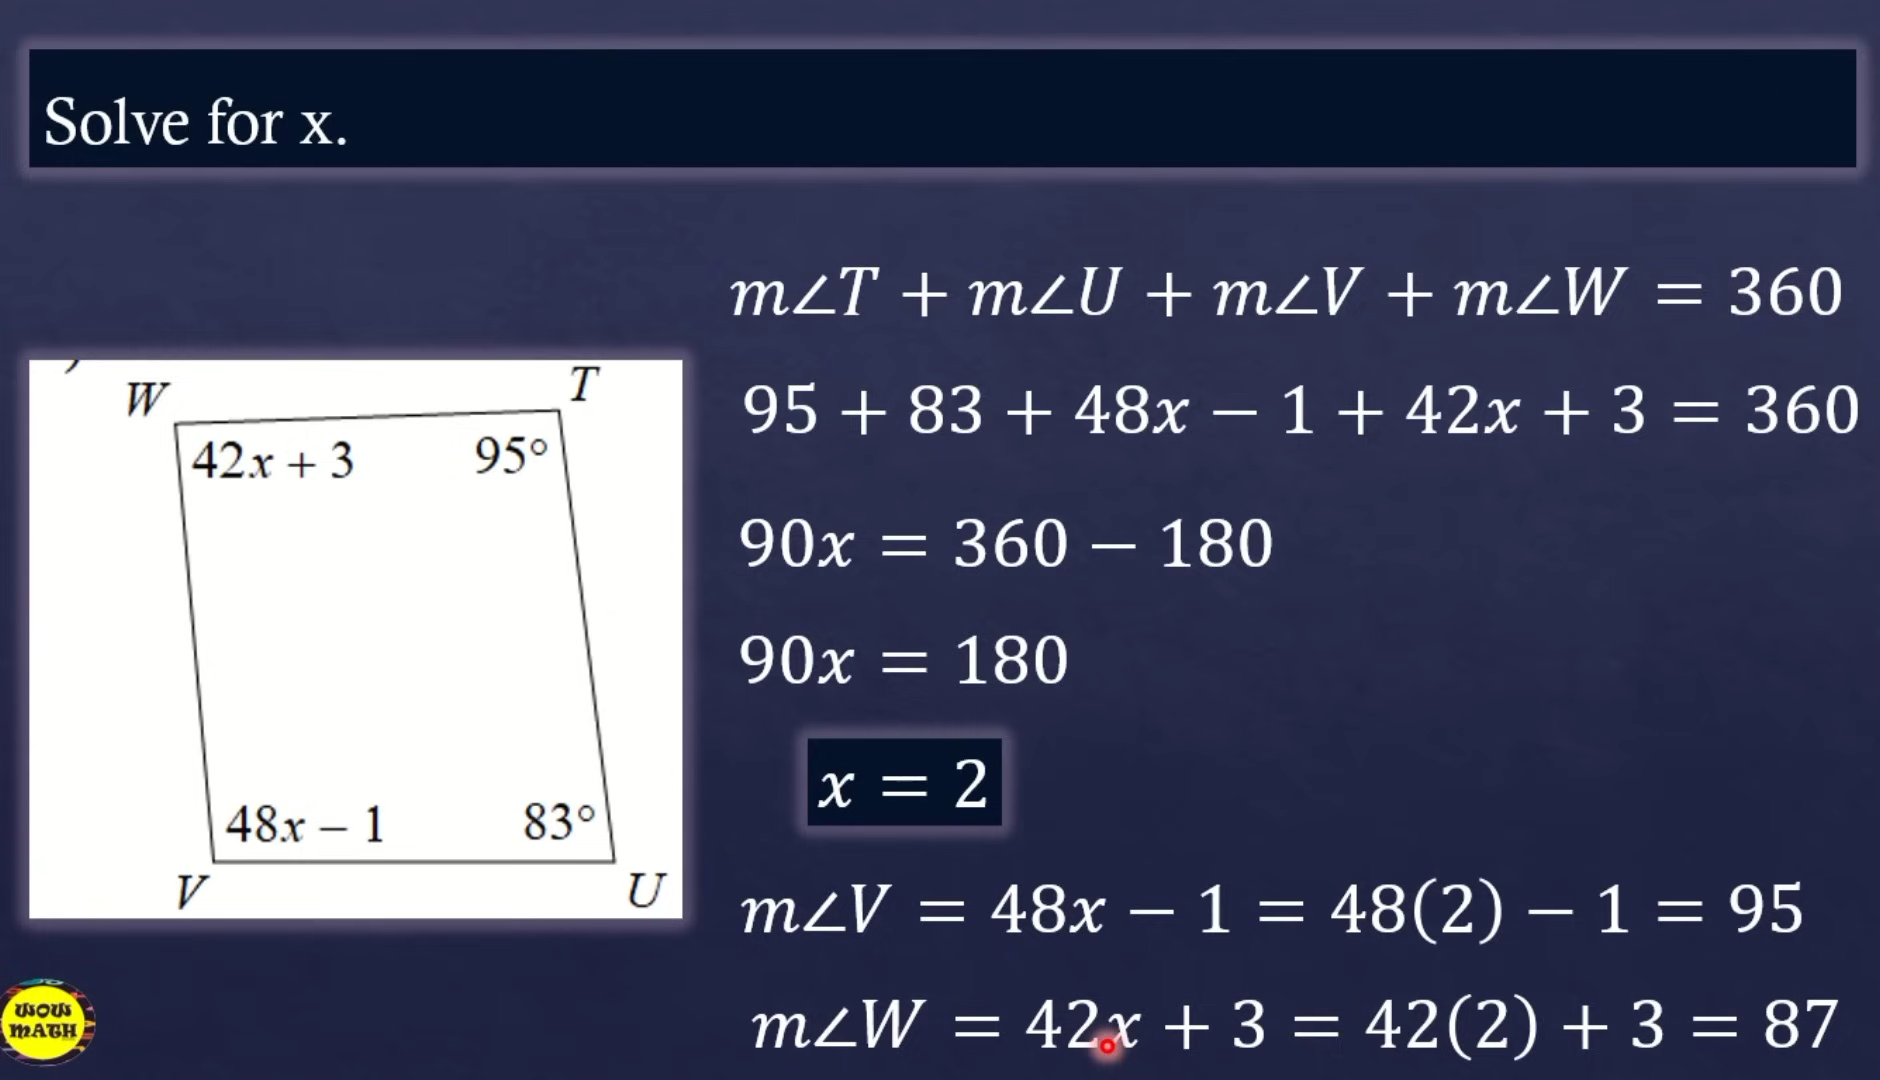 Solve for x.
m∠T + m∠U + m∠V + m∠W = 360
95 + 83 + 48x − 1 + 42x + 3 = 360
90x = 360 − 180
90x = 180
x = 2
m∠V = 48x − 1 = 48(2) − 1 = 95
m∠W = 42x + 3 = 42(2) + 3 = 87
W T
42x + 3 95°
48x − 1 83°
V U
WOW
MATH